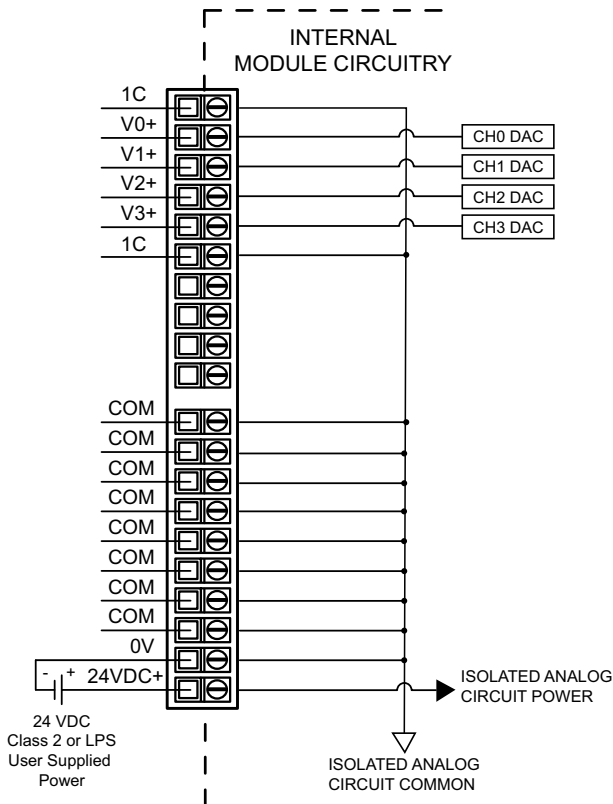 INTERNAL
MODULE CIRCUITRY
1C
V0+
CH0 DAC
V1+
CH1 DAC
V2+
CH2 DAC
V3+
CH3 DAC
1C
COM
COM
COM
COM
COM
COM
COM
COM
0V
- + 24VDC+
ISOLATED ANALOG
CIRCUIT POWER
24 VDC
Class 2 or LPS
User Supplied
Power
ISOLATED ANALOG
CIRCUIT COMMON